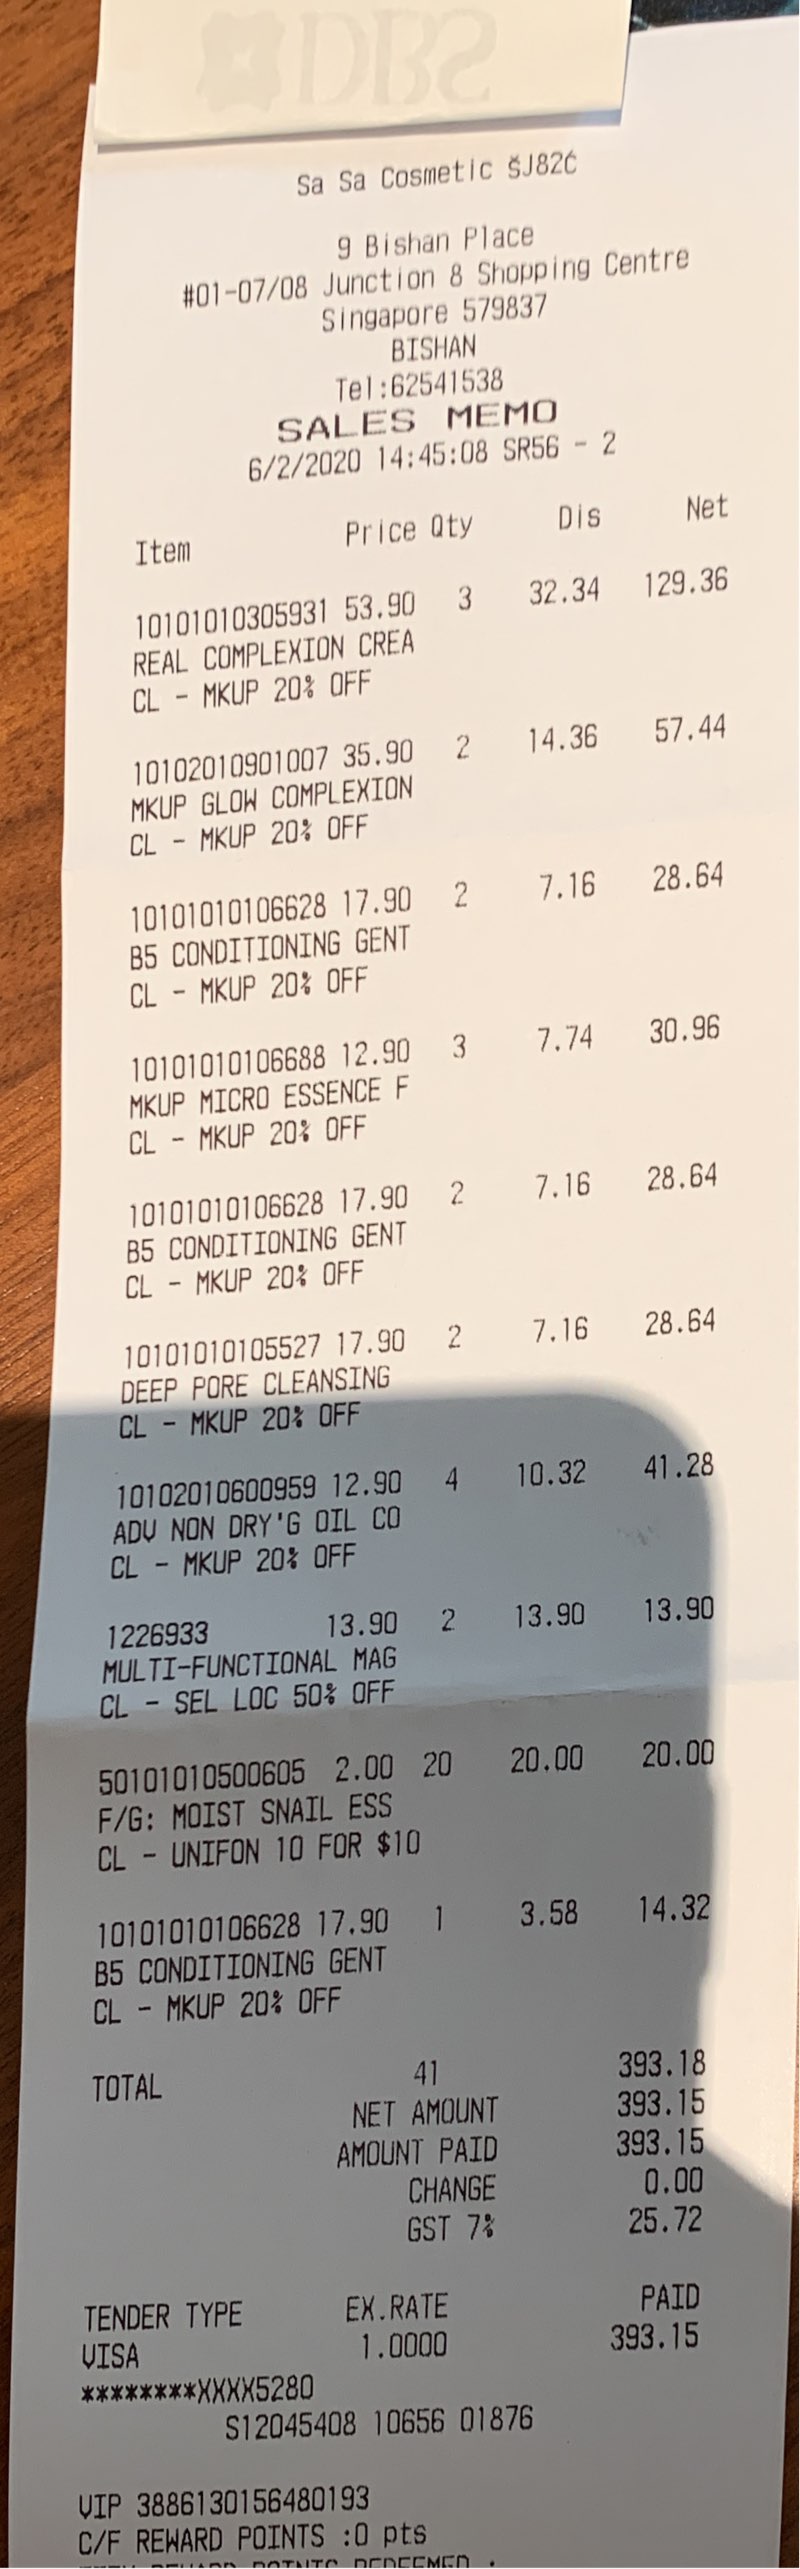 DBS
Sa Sa Cosmetic šJ82Ć
9 Bishan Place
#01-07/08 Junction 8 Shopping Centre
Singapore 579837
BISHAN
Tel:62541538
SALES MEMO
6/2/2020 14:45:08 SR56 - 2
Item Price Qty Dis Net
10101010305931 53.90 3 32.34 129.36
REAL COMPLEXION CREA
CL - MKUP 20% OFF
10102010901007 35.90 2 14.36 57.44
MKUP GLOW COMPLEXION
CL - MKUP 20% OFF
10101010106628 17.90 2 7.16 28.64
B5 CONDITIONING GENT
CL - MKUP 20% OFF
10101010106688 12.90 3 7.74 30.96
MKUP MICRO ESSENCE F
CL - MKUP 20% OFF
10101010106628 17.90 2 7.16 28.64
B5 CONDITIONING GENT
CL - MKUP 20% OFF
10101010105527 17.90 2 7.16 28.64
DEEP PORE CLEANSING
CL - MKUP 20% OFF
10102010600959 12.90 4 10.32 41.28
ADV NON DRY'G OIL CO
CL - MKUP 20% OFF
1226933 13.90 2 13.90 13.90
MULTI-FUNCTIONAL MAG
CL - SEL LOC 50% OFF
50101010500605 2.00 20 20.00 20.00
F/G: MOIST SNAIL ESS
CL - UNIFON 10 FOR $10
10101010106628 17.90 1 3.58 14.32
B5 CONDITIONING GENT
CL - MKUP 20% OFF
TOTAL 41 393.18
NET AMOUNT 393.15
AMOUNT PAID 393.15
CHANGE 0.00
GST 7% 25.72
TENDER TYPE EX.RATE PAID
VISA 1.0000 393.15
********XXXX5280
S12045408 10656 01876
VIP 3886130156480193
C/F REWARD POINTS :0 pts
REWARD POINTS REDEEMED :